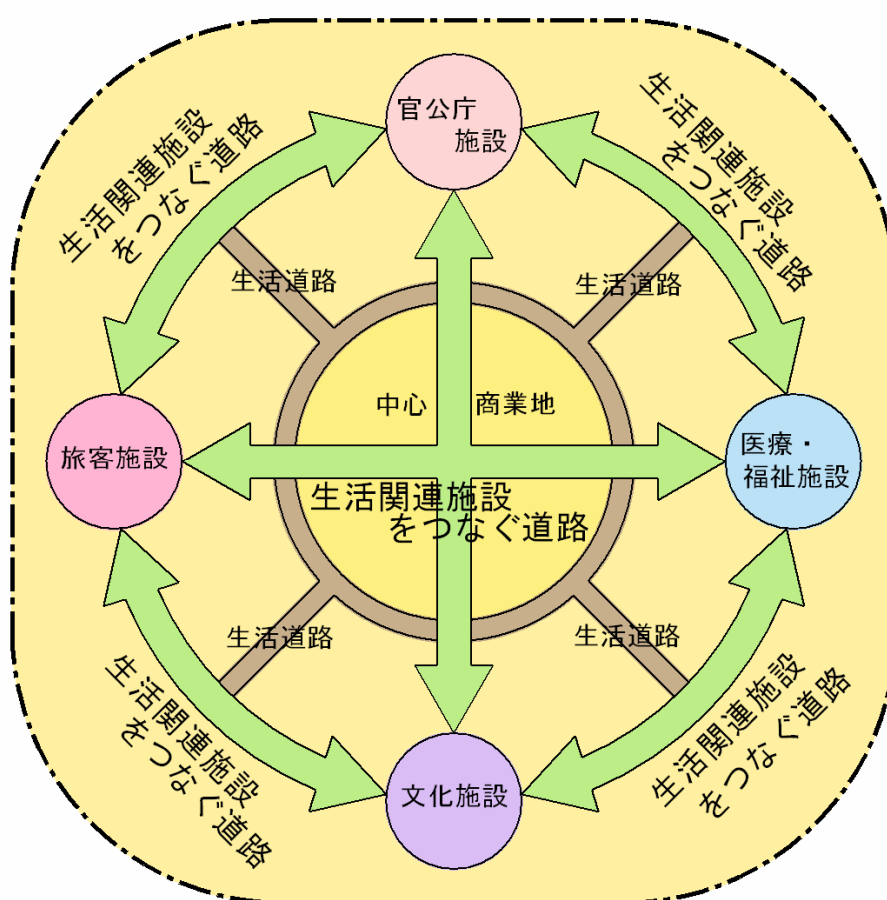 官公庁
施設
生活関連施設
をつなぐ道路
生活関連施設
をつなぐ道路
生活道路
生活道路
中心
商業地
旅客施設
医療・
福祉施設
生活関連施設
をつなぐ道路
生活道路
生活道路
生活関連施設
をつなぐ道路
生活関連施設
をつなぐ道路
文化施設